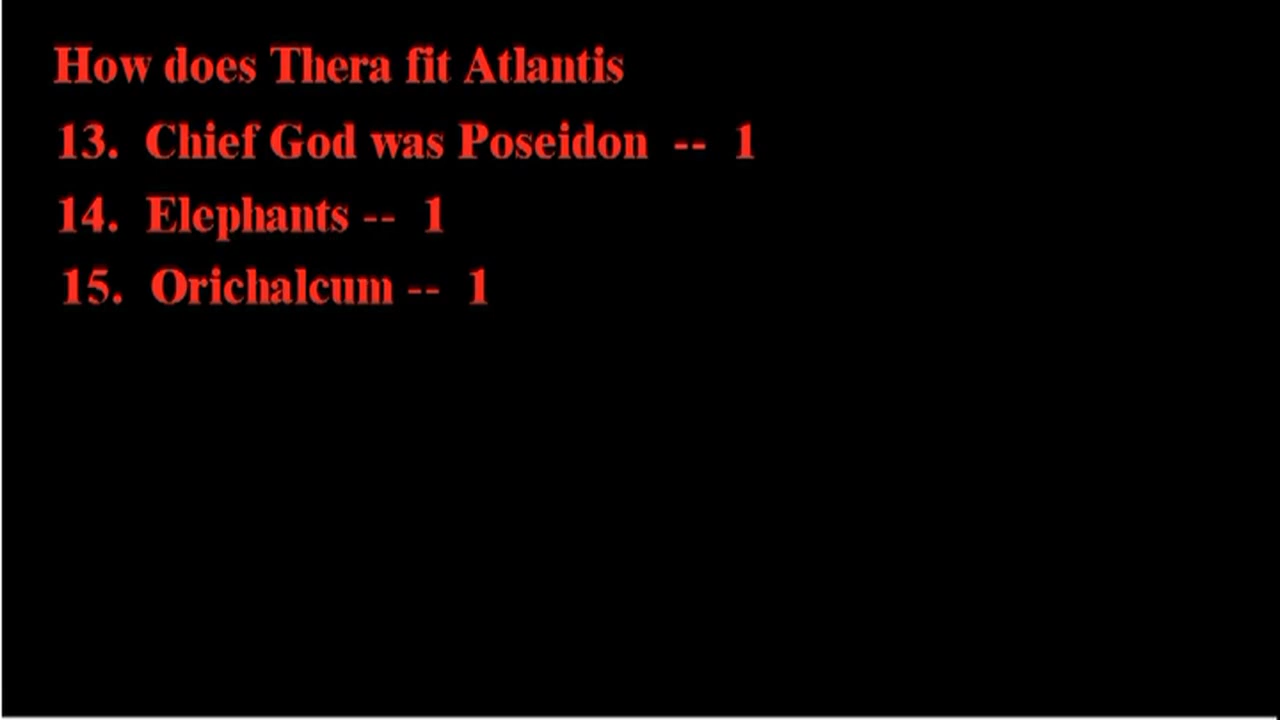 How does Thera fit Atlantis
13. Chief God was Poseidon -- 1
14. Elephants -- 1
15. Orichalcum -- 1